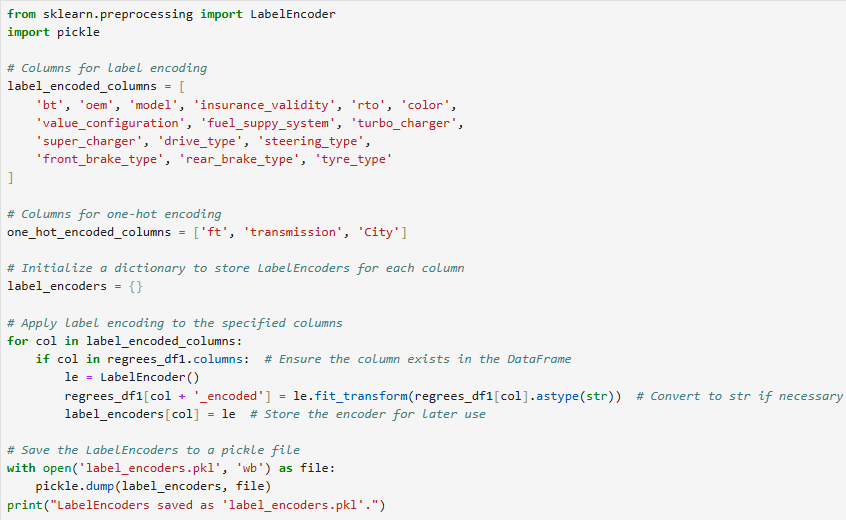 from sklearn.preprocessing import LabelEncoder
import pickle
# Columns for label encoding
label_encoded_columns = [
    'bt', 'oem', 'model', 'insurance_validity', 'rto', 'color',
    'value_configuration', 'fuel_suppy_system', 'turbo_charger',
    'super_charger', 'drive_type', 'steering_type',
    'front_brake_type', 'rear_brake_type', 'tyre_type'
]
# Columns for one-hot encoding
one_hot_encoded_columns = ['ft', 'transmission', 'City']
# Initialize a dictionary to store LabelEncoders for each column
label_encoders = {}
# Apply label encoding to the specified columns
for col in label_encoded_columns:
    if col in regrees_df1.columns:  # Ensure the column exists in the DataFrame
        le = LabelEncoder()
        regrees_df1[col + '_encoded'] = le.fit_transform(regrees_df1[col].astype(str))  # Convert to str if necessary
        label_encoders[col] = le  # Store the encoder for later use
# Save the LabelEncoders to a pickle file
with open('label_encoders.pkl', 'wb') as file:
    pickle.dump(label_encoders, file)
print("LabelEncoders saved as 'label_encoders.pkl'.")